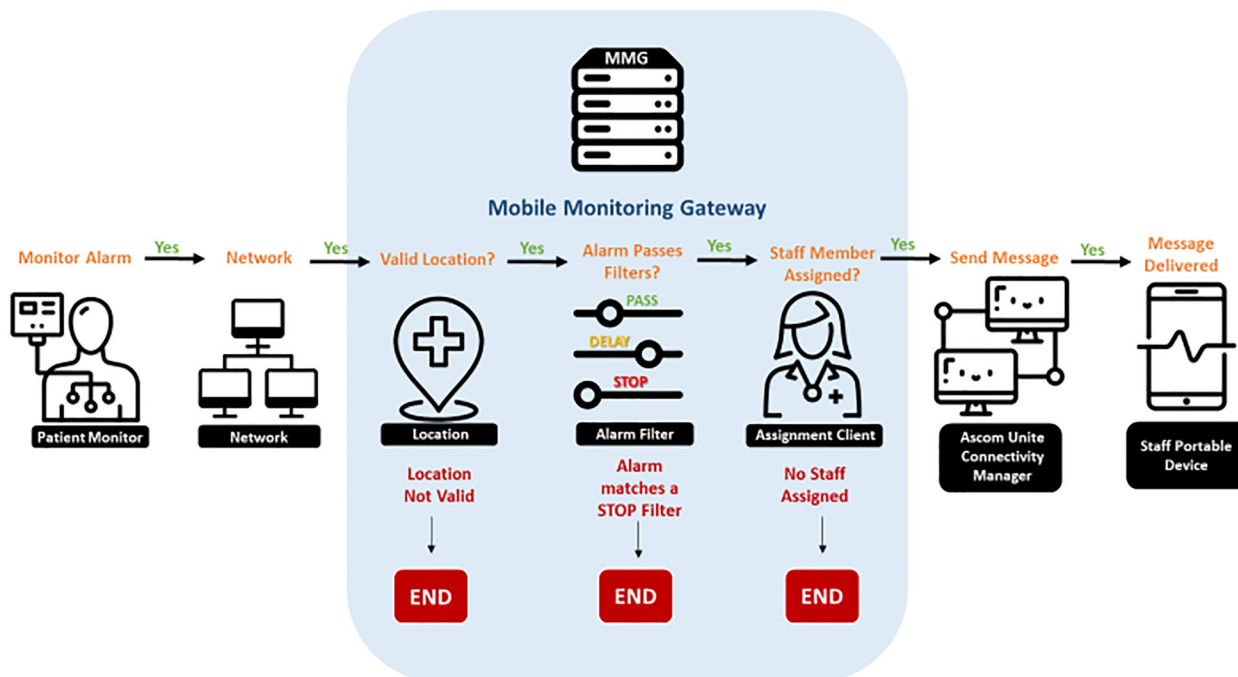 MMG
Mobile Monitoring Gateway
Monitor Alarm
Yes
Network
Yes
Valid Location?
Yes
Alarm Passes
Filters?
Yes
Staff Member
Assigned?
Yes
Send Message
Yes
Message
Delivered
PASS
DELAY
STOP
Patient Monitor
Network
Location
Alarm Filter
Assignment Client
Ascom Unite
Connectivity
Manager
Staff Portable
Device
Location
Not Valid
Alarm
matches a
STOP Filter
No Staff
Assigned
END
END
END